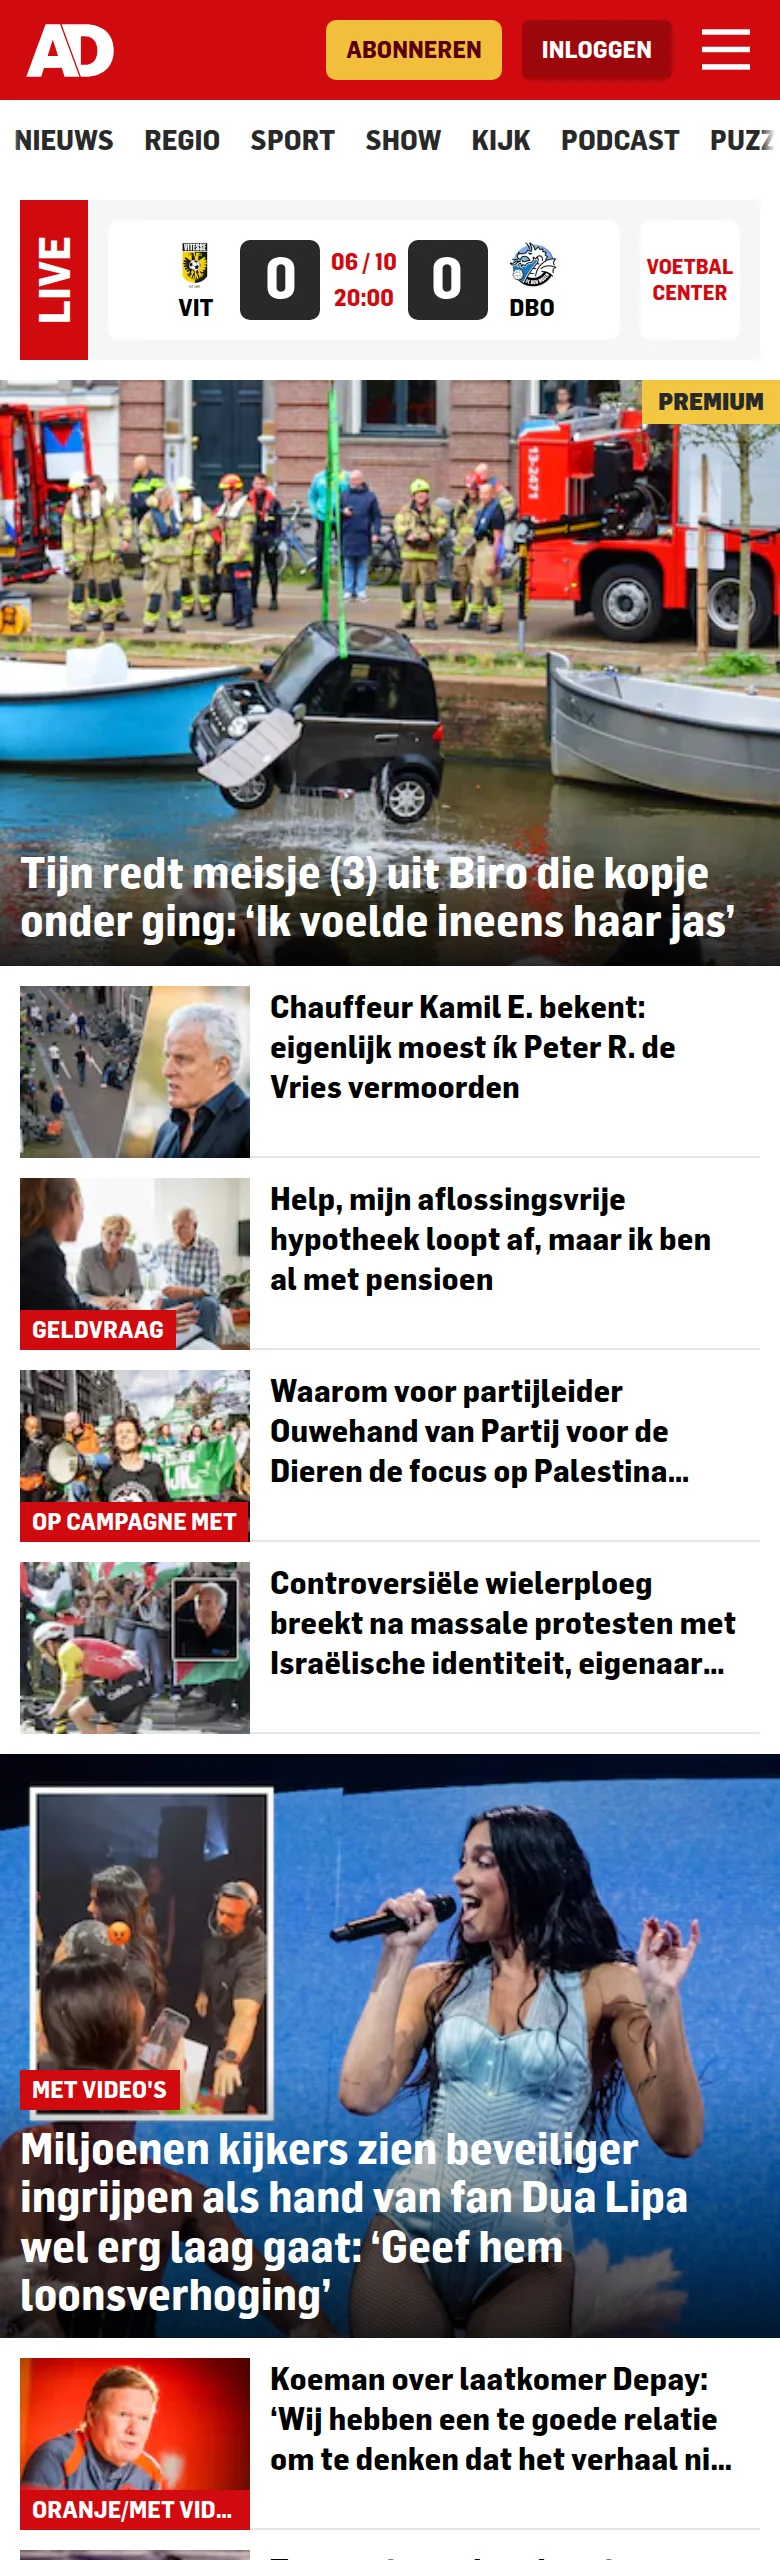 AD
ABONNEREN
INLOGGEN
NIEUWS REGIO SPORT SHOW KIJK PODCAST PUZZ
LIVE
VITESSE
VIT
0
06 / 10
20:00
0
DBO
VOETBAL
CENTER
PREMIUM
13-2471
Tijn redt meisje (3) uit Biro die kopje
onder ging: ‘Ik voelde ineens haar jas’
Chauffeur Kamil E. bekent:
eigenlijk moest ík Peter R. de
Vries vermoorden
Help, mijn aflossingsvrije
hypotheek loopt af, maar ik ben
al met pensioen
GELDVRAAG
Waarom voor partijleider
Ouwehand van Partij voor de
Dieren de focus op Palestina...
OP CAMPAGNE MET
Controversiële wielerploeg
breekt na massale protesten met
Israëlische identiteit, eigenaar...
MET VIDEO'S
Miljoenen kijkers zien beveiliger
ingrijpen als hand van fan Dua Lipa
wel erg laag gaat: ‘Geef hem
loonsverhoging’
Koeman over laatkomer Depay:
‘Wij hebben een te goede relatie
om te denken dat het verhaal ni...
ORANJE/MET VID...